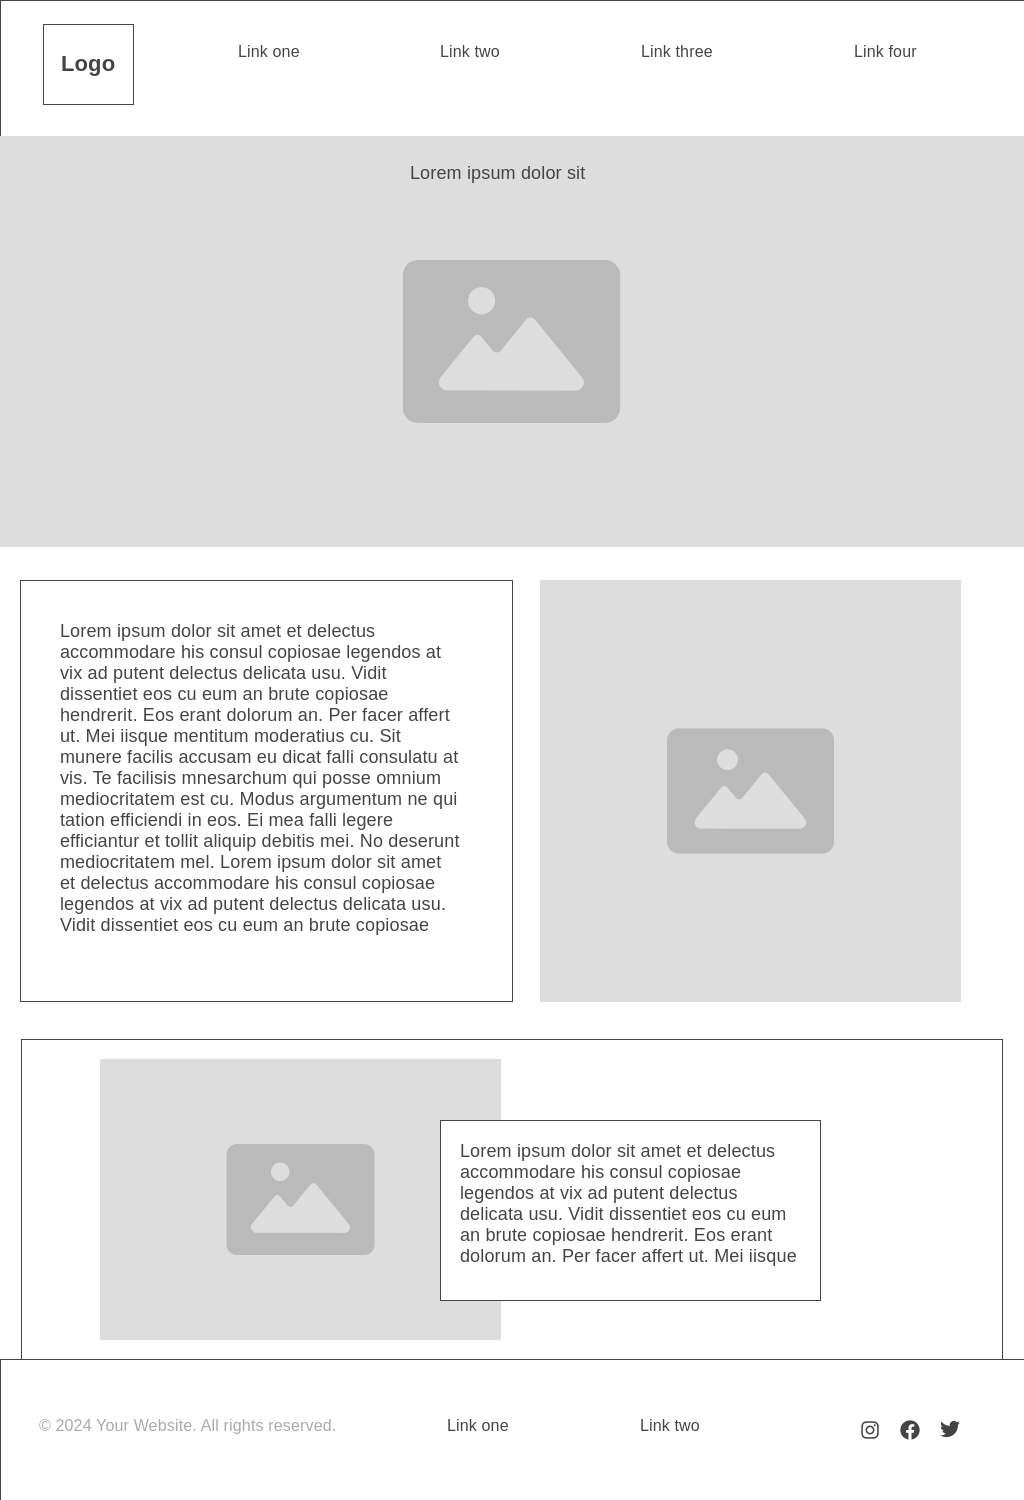 Logo
Link one
Link two
Link three
Link four
Lorem ipsum dolor sit
Lorem ipsum dolor sit amet et delectus
accommodare his consul copiosae legendos at
vix ad putent delectus delicata usu. Vidit
dissentiet eos cu eum an brute copiosae
hendrerit. Eos erant dolorum an. Per facer affert
ut. Mei iisque mentitum moderatius cu. Sit
munere facilis accusam eu dicat falli consulatu at
vis. Te facilisis mnesarchum qui posse omnium
mediocritatem est cu. Modus argumentum ne qui
tation efficiendi in eos. Ei mea falli legere
efficiantur et tollit aliquip debitis mei. No deserunt
mediocritatem mel. Lorem ipsum dolor sit amet
et delectus accommodare his consul copiosae
legendos at vix ad putent delectus delicata usu.
Vidit dissentiet eos cu eum an brute copiosae
Lorem ipsum dolor sit amet et delectus
accommodare his consul copiosae
legendos at vix ad putent delectus
delicata usu. Vidit dissentiet eos cu eum
an brute copiosae hendrerit. Eos erant
dolorum an. Per facer affert ut. Mei iisque
© 2024 Your Website. All rights reserved.
Link one
Link two